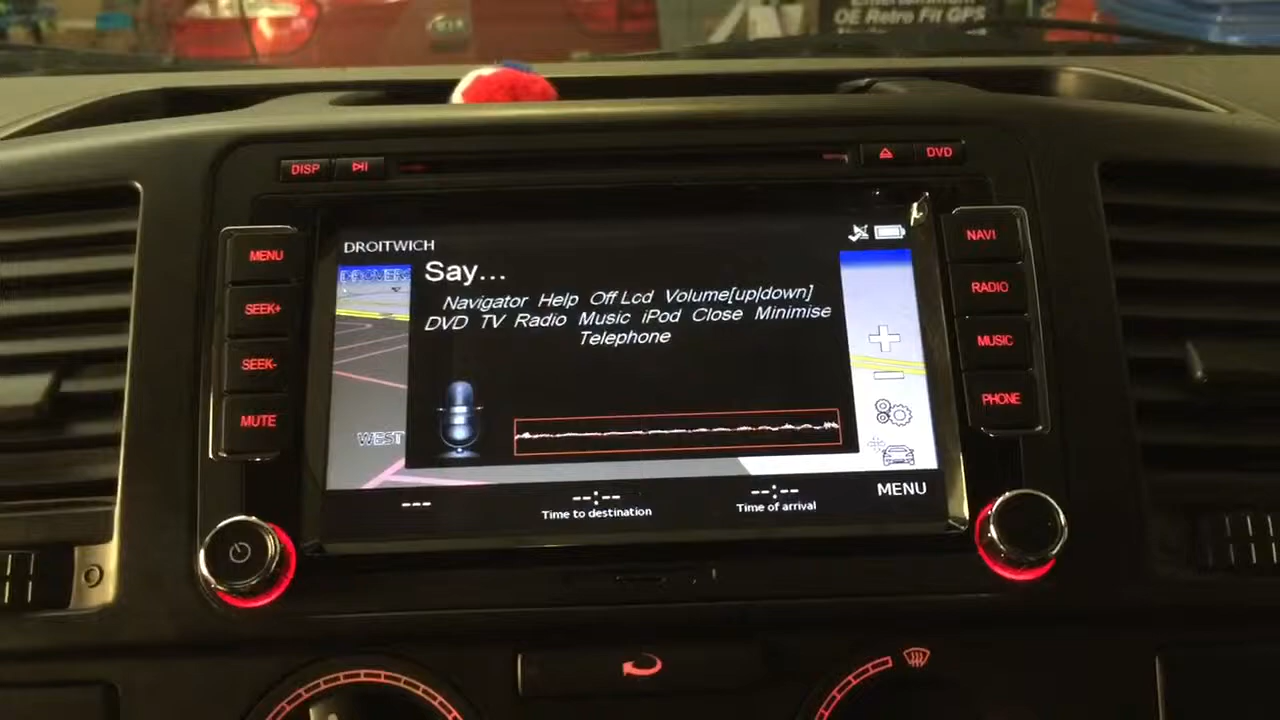 OE Retro Fit GPS
DISP
DVD
MENU
SEEK+
SEEK-
MUTE
DROITWICH
Say...
Navigator Help Off Lcd Volume[up|down]
DVD TV Radio Music iPod Close Minimise
Telephone
WEST
---
--:--
Time to destination
--:--
Time of arrival
MENU
NAVI
RADIO
MUSIC
PHONE